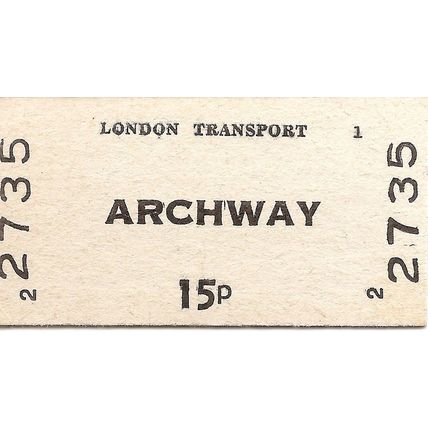 LONDON TRANSPORT 1
ARCHWAY
15P
2 2735
2 2735